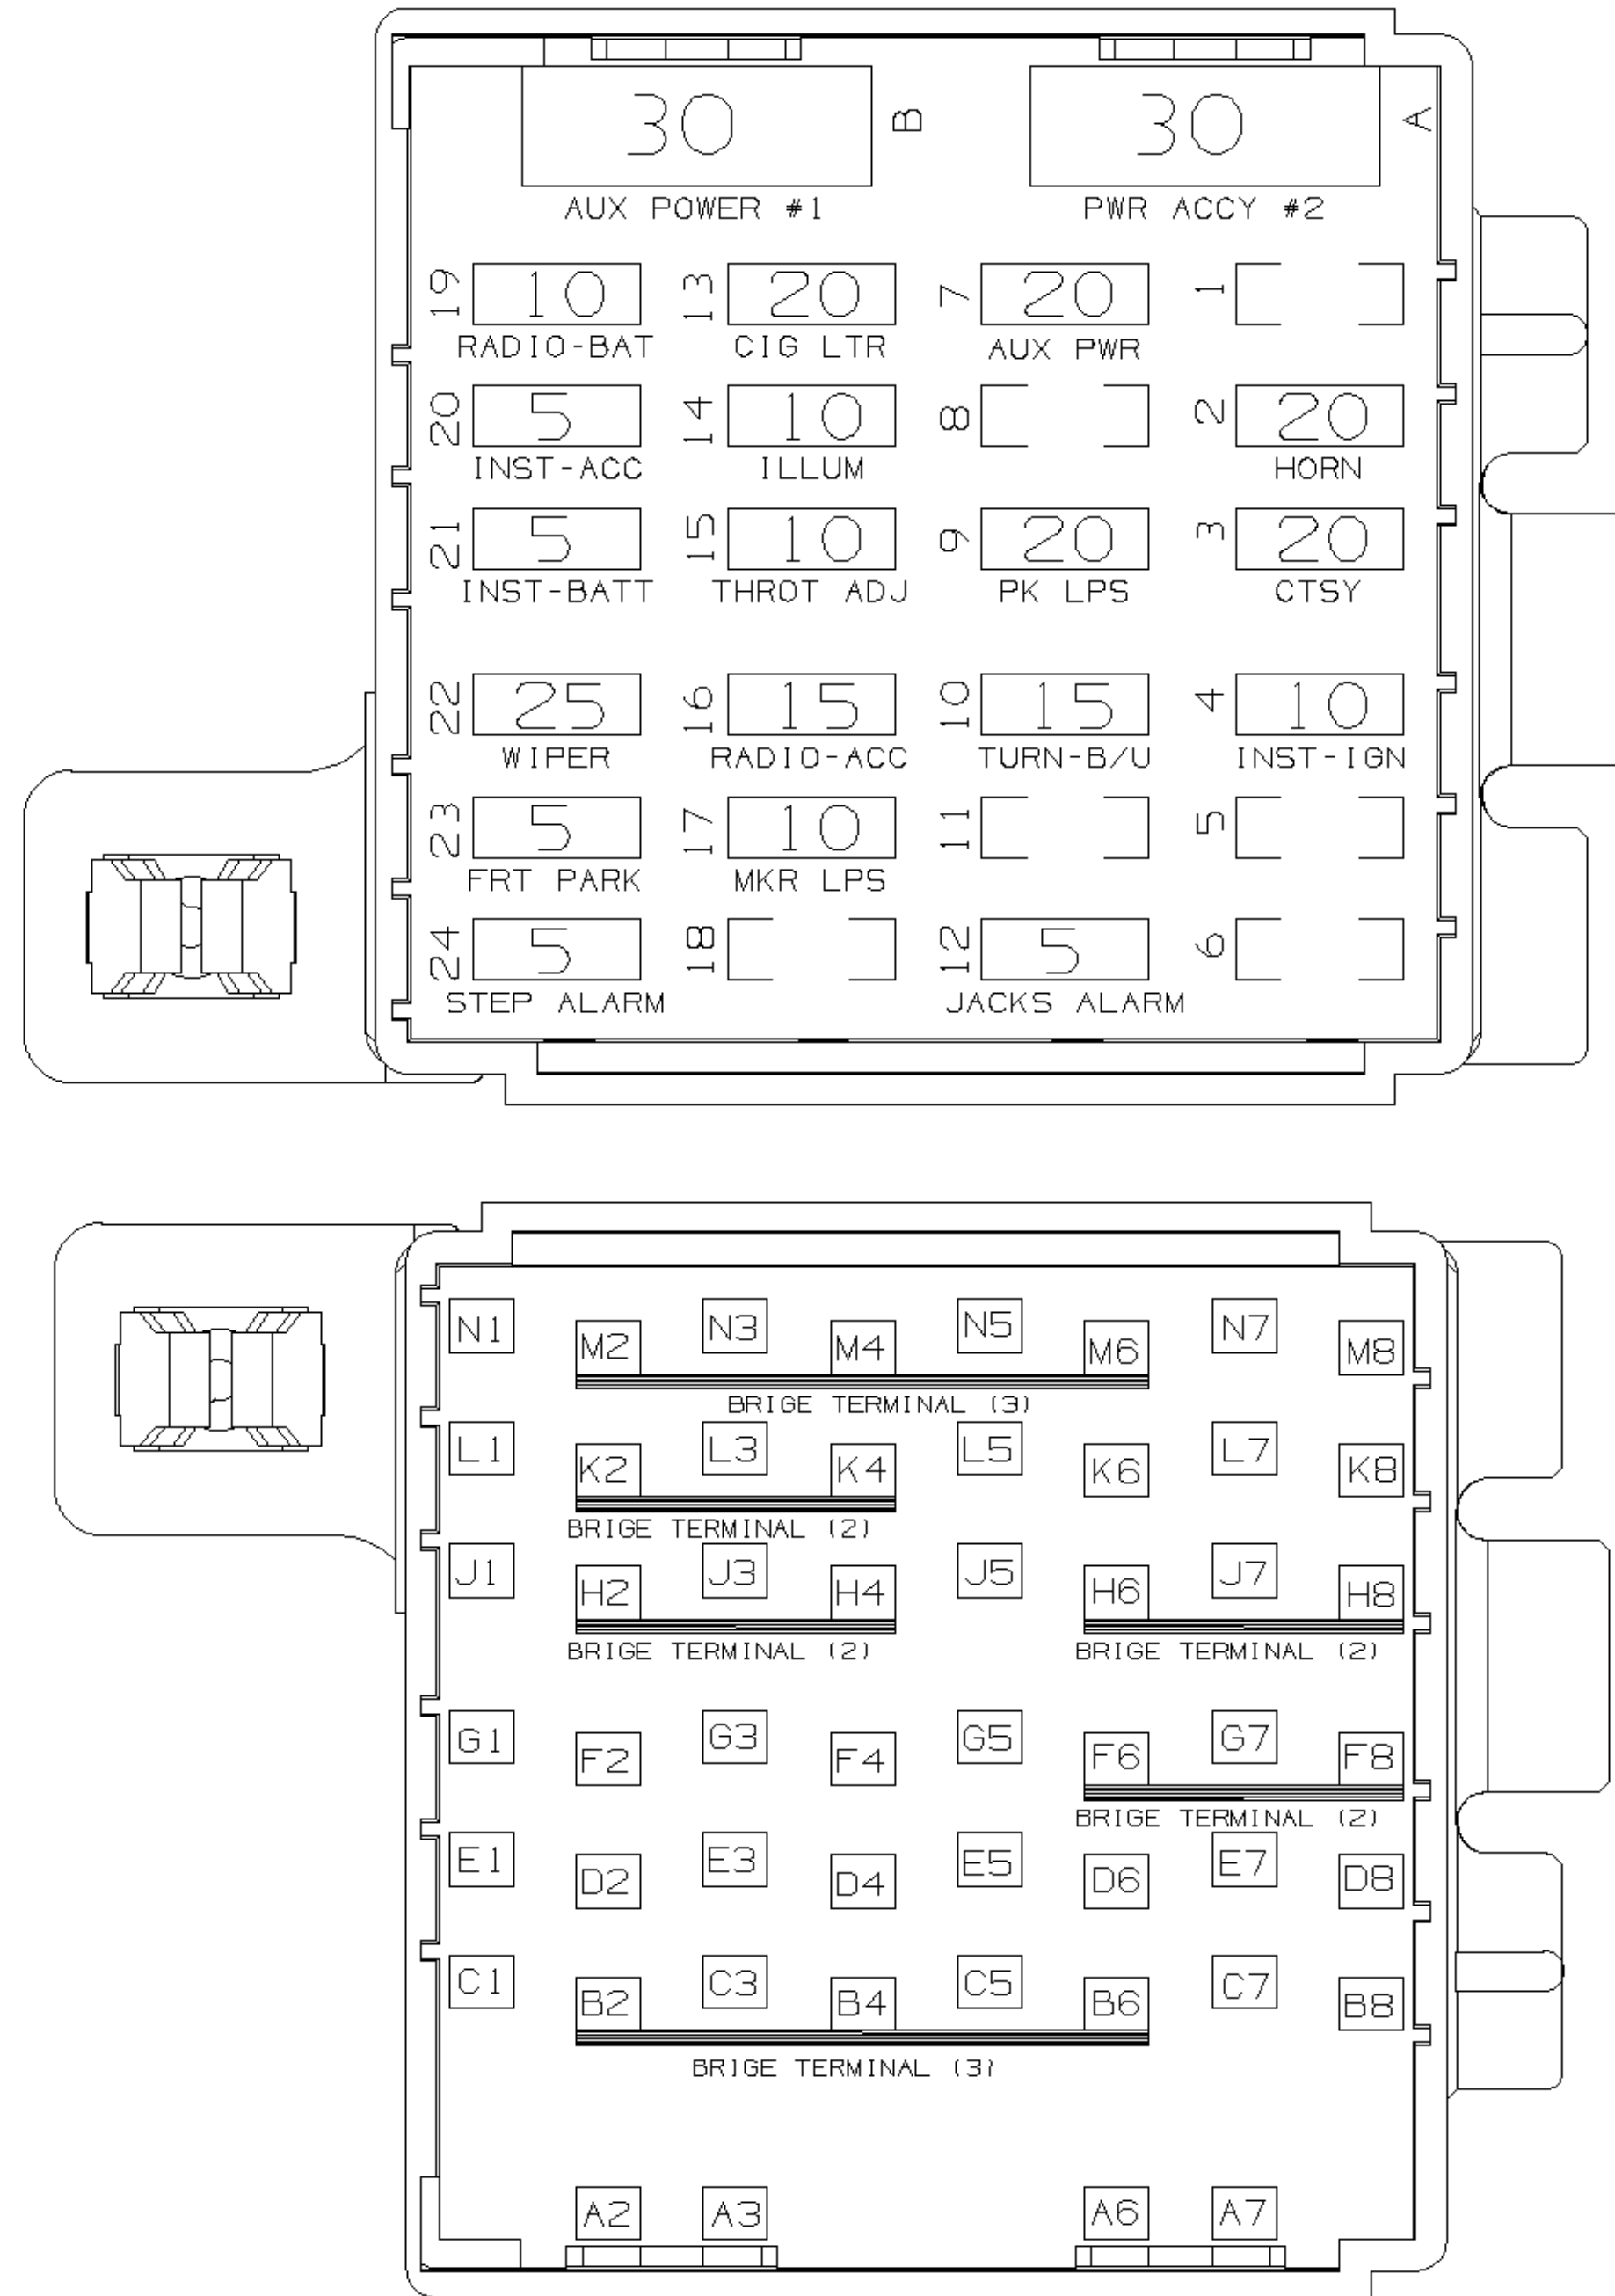 30 B 30 A
AUX POWER #1 PWR ACCY #2
19 10 13 20 7 20 1
RADIO-BAT CIG LTR AUX PWR
20 5 14 10 8 2 20
INST-ACC ILLUM HORN
21 5 15 10 9 20 3 20
INST-BATT THROT ADJ PK LPS CTSY
22 25 16 15 10 15 4 10
WIPER RADIO-ACC TURN-B/U INST-IGN
23 5 17 10 11 5
FRT PARK MKR LPS
24 5 18 12 5 6
STEP ALARM JACKS ALARM
N1 N3 N5 N7
M2 M4 M6 M8
BRIGE TERMINAL (3)
L1 L3 L5 L7
K2 K4 K6 K8
BRIGE TERMINAL (2)
J1 J3 J5 J7
H2 H4 H6 H8
BRIGE TERMINAL (2) BRIGE TERMINAL (2)
G1 G3 G5 G7
F2 F4 F6 F8
BRIGE TERMINAL (2)
E1 E3 E5 E7
D2 D4 D6 D8
C1 C3 C5 C7
B2 B4 B6 B8
BRIGE TERMINAL (3)
A2 A3 A6 A7